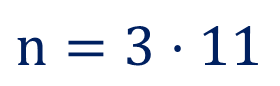 n = 3 · 11